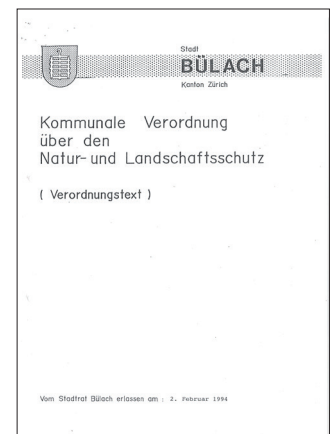 Stadt
BÜLACH
Kanton Zürich
Kommunale Verordnung
über den
Natur- und Landschaftsschutz
( Verordnungstext )
Vom Stadtrat Bülach erlassen am : 2. Februar 1994